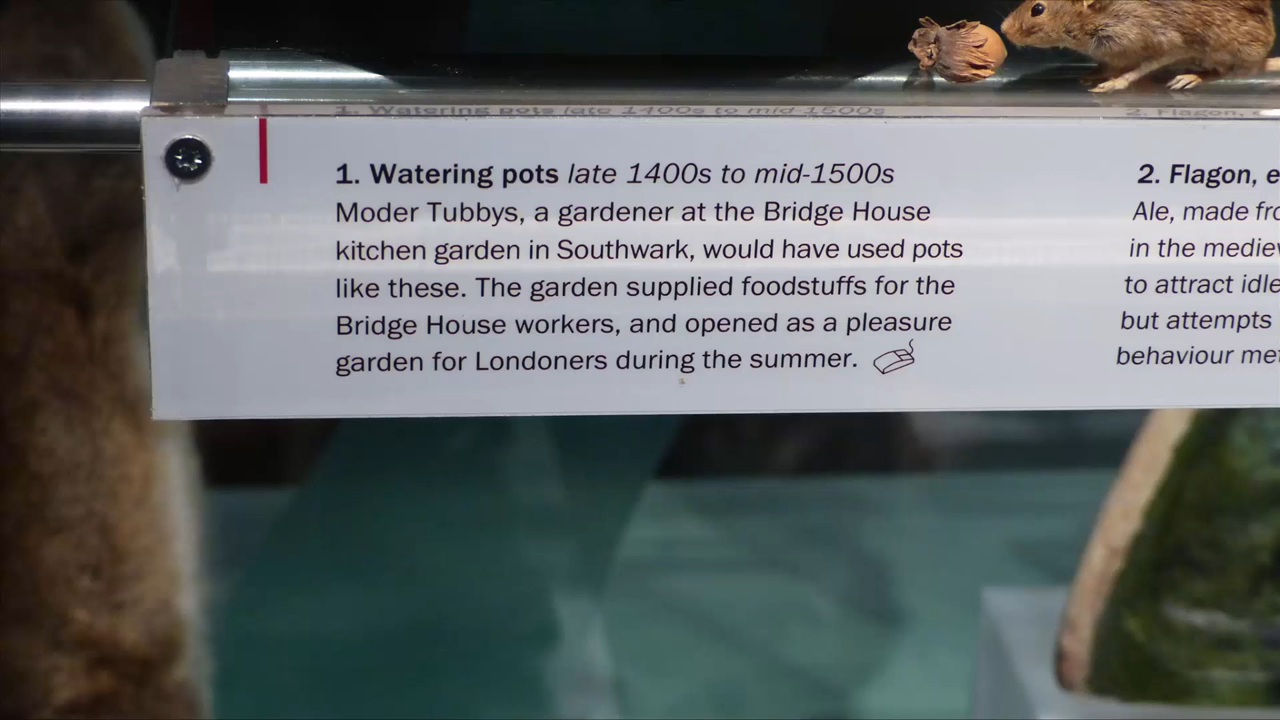 1. Watering pots late 1400s to mid-1500s
Moder Tubbys, a gardener at the Bridge House
kitchen garden in Southwark, would have used pots
like these. The garden supplied foodstuffs for the
Bridge House workers, and opened as a pleasure
garden for Londoners during the summer.
2. Flagon,
Ale, made
in the
to attract
but attempts
behaviour